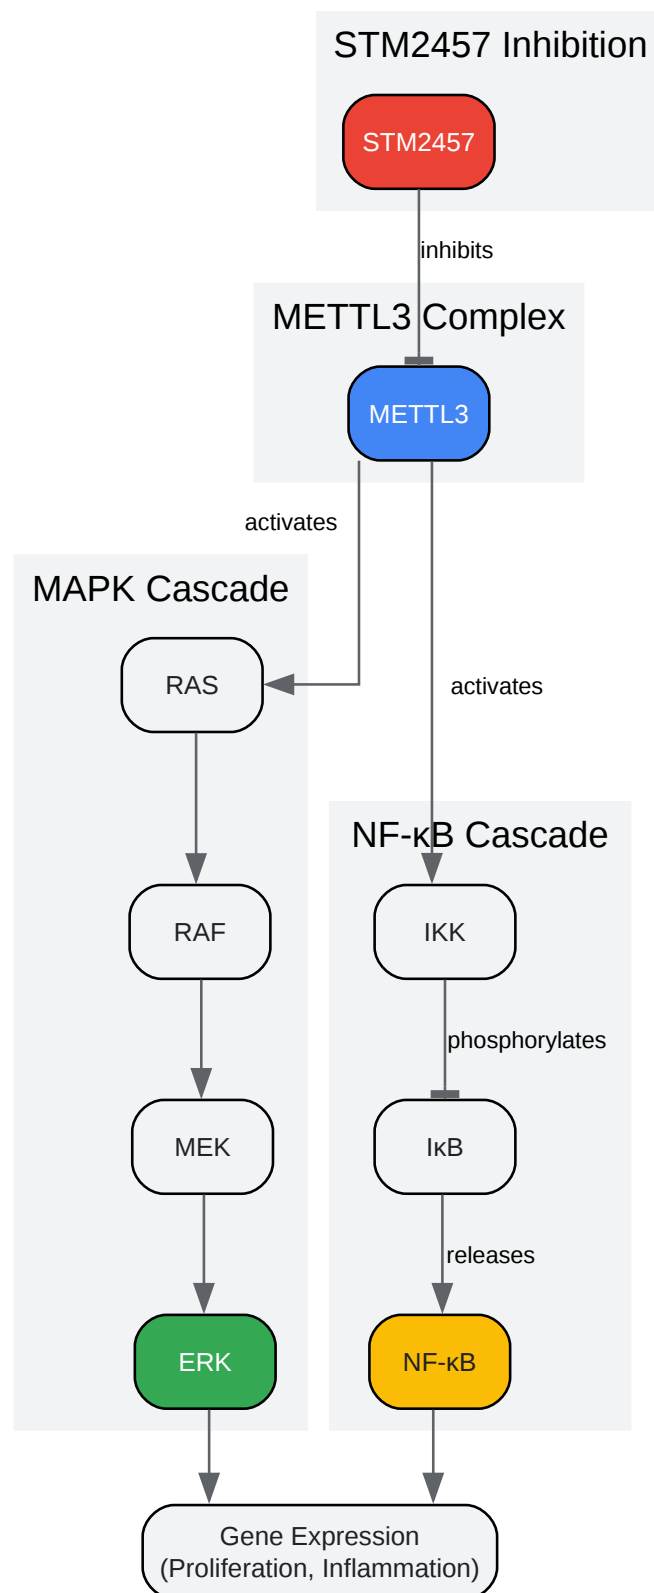 STM2457 Inhibition
STM2457
inhibits
METTL3 Complex
METTL3
activates
MAPK Cascade
RAS
activates
NF-κB Cascade
RAF
IKK
phosphorylates
MEK
IκB
releases
ERK
NF-κB
Gene Expression
(Proliferation, Inflammation)